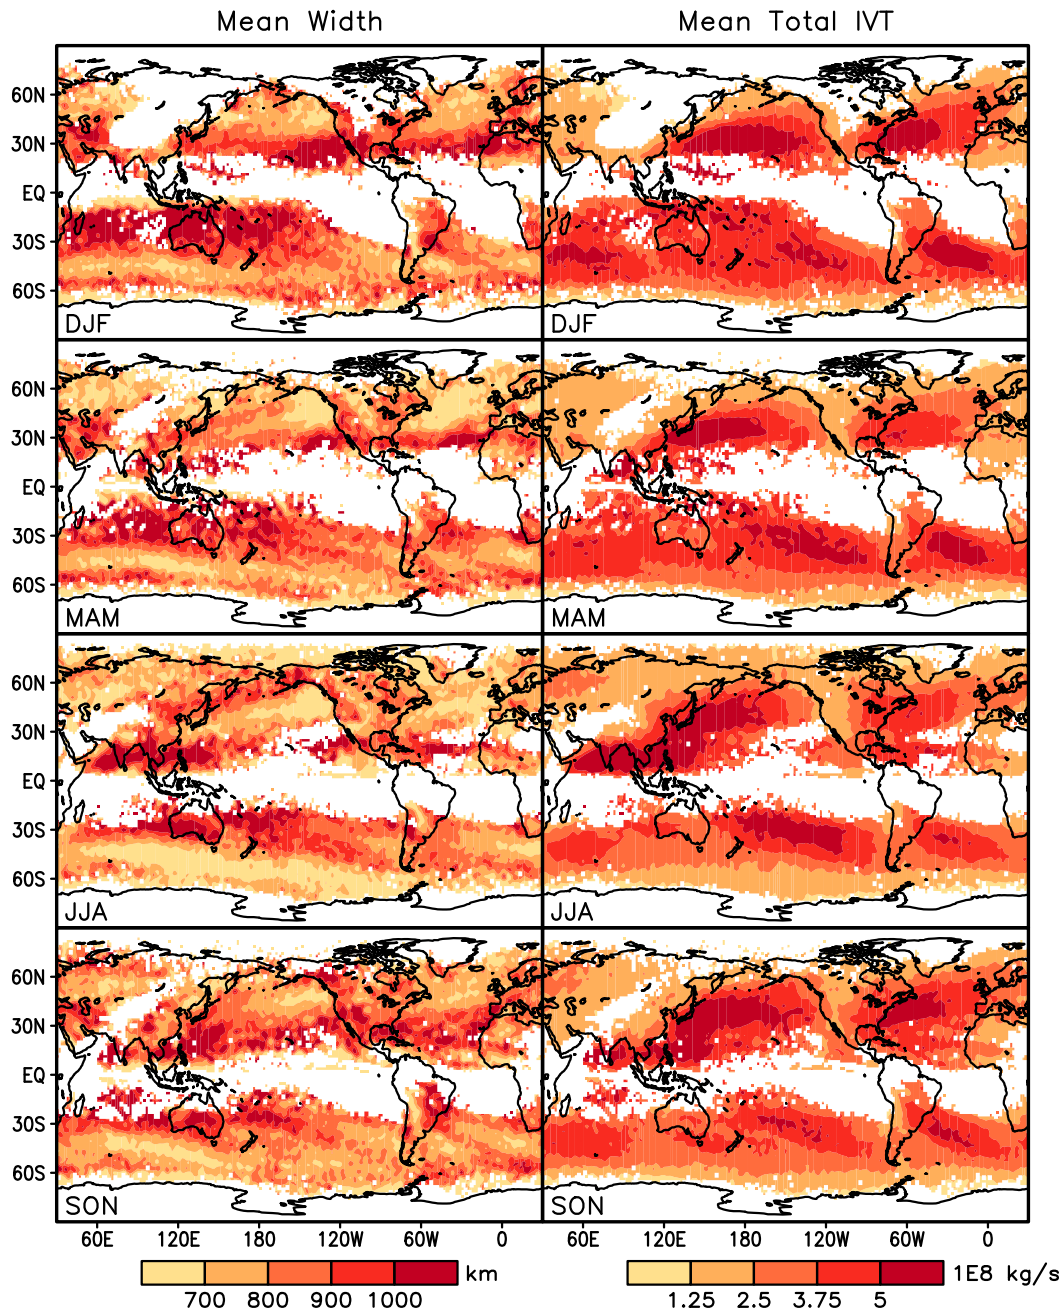 Mean Width Mean Total IVT
60N
30N
EQ
30S
60S
DJF DJF
60N
30N
EQ
30S
60S
MAM MAM
60N
30N
EQ
30S
60S
JJA JJA
60N
30N
EQ
30S
60S
SON SON
60E 120E 180 120W 60W 0 60E 120E 180 120W 60W 0
km 1E8 kg/s
700 800 900 1000 1.25 2.5 3.75 5